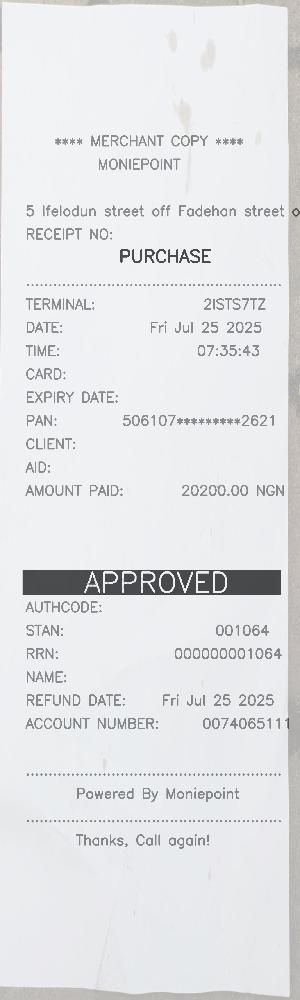 **** MERCHANT COPY ****
MONIEPOINT
5 Ifelodun street off Fadehan street o
RECEIPT NO:
PURCHASE
TERMINAL: 2ISTS7TZ
DATE: Fri Jul 25 2025
TIME: 07:35:43
CARD:
EXPIRY DATE:
PAN: 506107*********2621
CLIENT:
AID:
AMOUNT PAID: 20200.00 NGN
APPROVED
AUTHCODE:
STAN: 001064
RRN: 000000001064
NAME:
REFUND DATE: Fri Jul 25 2025
ACCOUNT NUMBER: 0074065111
Powered By Moniepoint
Thanks, Call again!